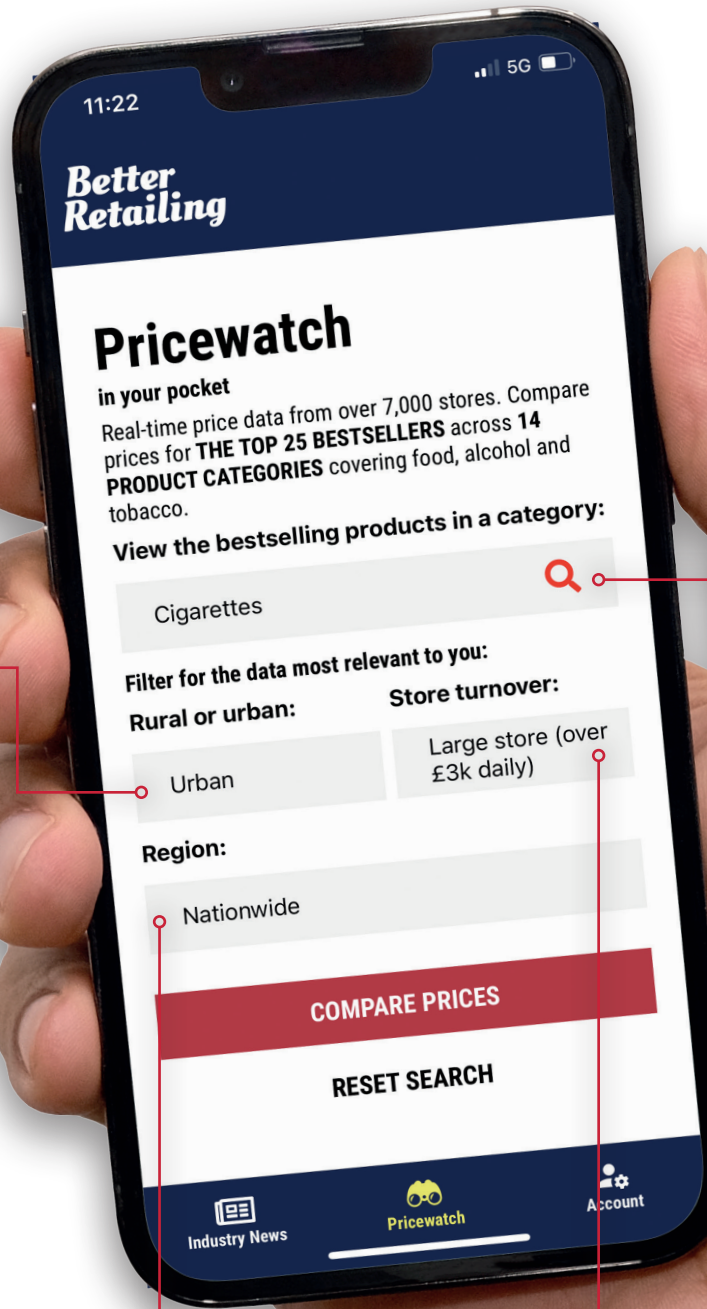 11:22
5G
Better
Retailing
Pricewatch
in your pocket
Real-time price data from over 7,000 stores. Compare
prices for THE TOP 25 BESTSELLERS across 14
PRODUCT CATEGORIES covering food, alcohol and
tobacco.
View the bestselling products in a category:
Cigarettes
Filter for the data most relevant to you:
Rural or urban:
Store turnover:
Urban
Large store (over
£3k daily)
Region:
Nationwide
COMPARE PRICES
RESET SEARCH
Industry News
Pricewatch
Account